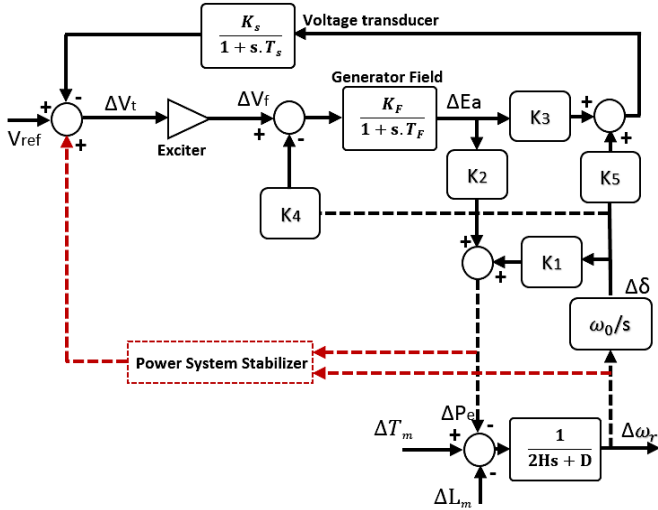 Voltage transducer
K_s
1 + s.T_s
- 
+
+
V_ref
ΔV_t
Exciter
ΔV_f
+
-
Generator Field
K_F
1 + s.T_F
ΔEa
K3
+
+
K2
K5
K4
+
+
K1
Δδ
ω_0/s
Power System Stabilizer
ΔP_e
-
ΔT_m
+
-
1
2Hs + D
Δω_r
ΔL_m